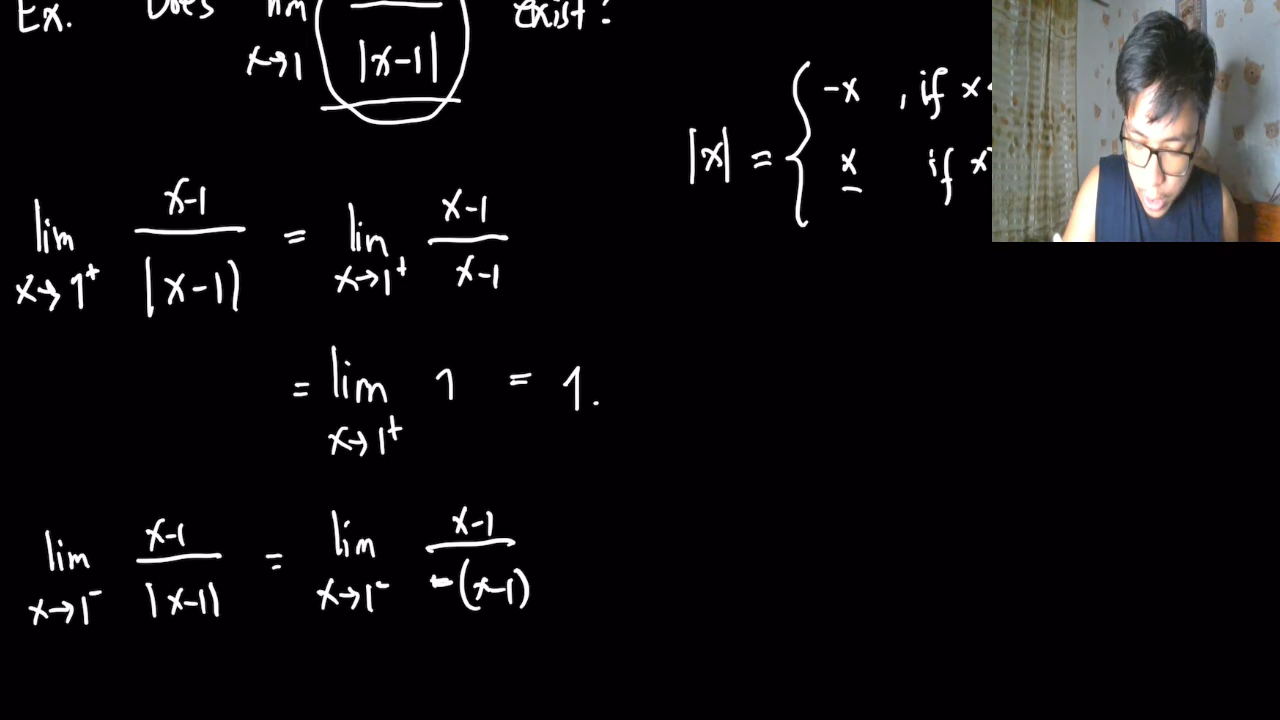 Ex. Does lim x→1 |x-1| exist?
|x| = { -x , if x<
x if x
lim x→1⁺ x-1 / |x-1| = lim x→1⁺ x-1 / x-1
= lim x→1⁺ 1 = 1.
lim x→1⁻ x-1 / |x-1| = lim x→1⁻ x-1 / -(x-1)